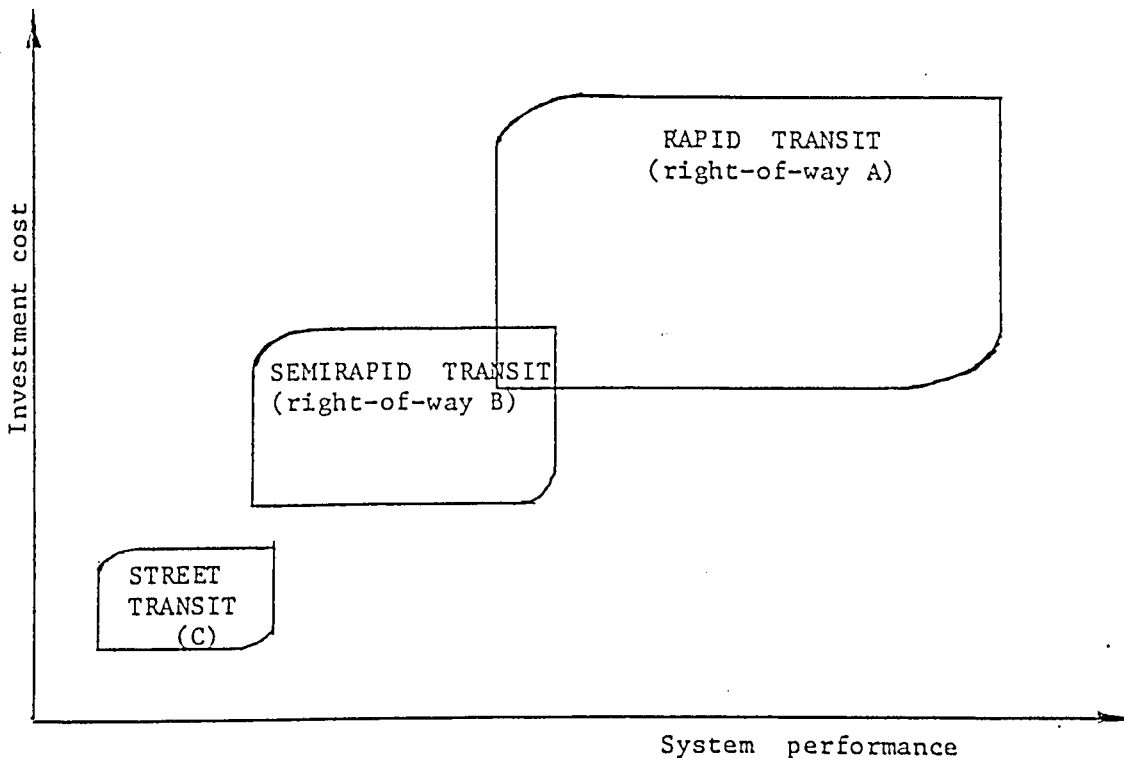 RAPID TRANSIT
(right-of-way A)
Investment cost
SEMIRAPID TRANSIT
(right-of-way B)
STREET
TRANSIT
(C)
System performance